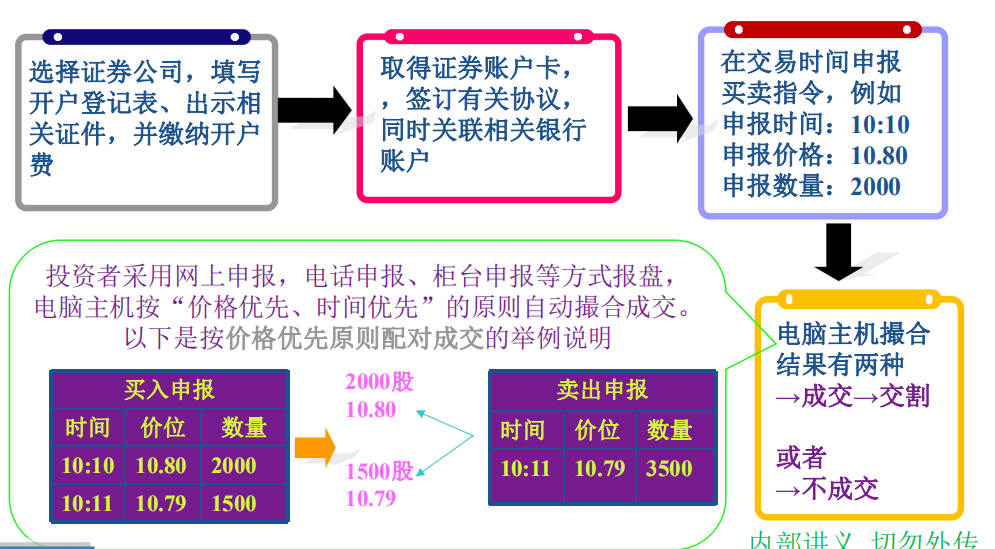 选择证券公司，填写
开户登记表、出示相
关证件，并缴纳开户
费
取得证券账户卡，
，签订有关协议，
同时关联相关银行
账户
在交易时间申报
买卖指令，例如
申报时间：10:10
申报价格：10.80
申报数量：2000
投资者采用网上申报，电话申报、柜台申报等方式报盘，
电脑主机按“价格优先、时间优先”的原则自动撮合成交。
以下是按价格优先原则配对成交的举例说明
买入申报
时间 价位 数量
10:10 10.80 2000
10:11 10.79 1500
2000股
10.80
1500股
10.79
卖出申报
时间 价位 数量
10:11 10.79 3500
电脑主机撮合
结果有两种
→成交→交割
或者
→不成交
内部讲义 切勿外传